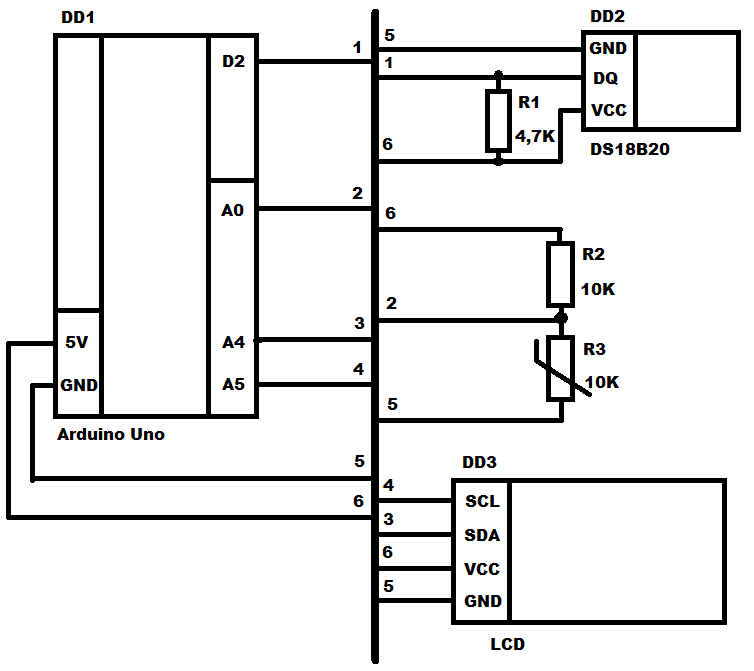 DD1
D2
A0
A4
A5
5V
GND
Arduino Uno
1
2
3
4
5
6
5
1
6
6
2
5
4
3
6
5
DD2
GND
DQ
VCC
DS18B20
R1
4,7K
R2
10K
R3
10K
DD3
SCL
SDA
VCC
GND
LCD